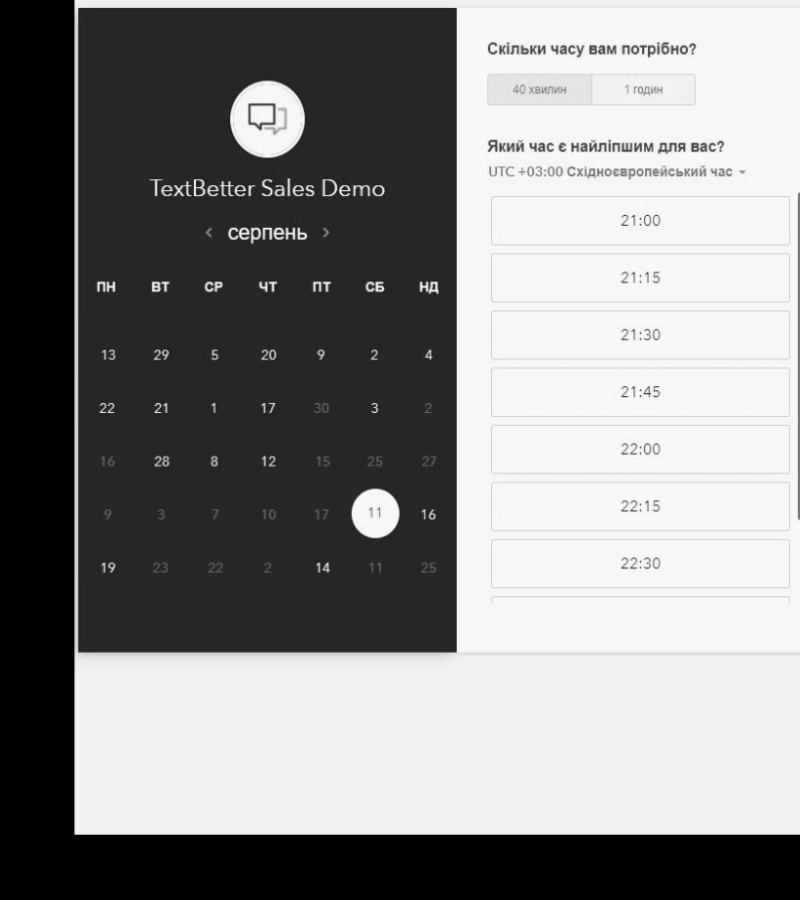 TextBetter Sales Demo
серпень
ПН ВТ СР ЧТ ПТ СБ НД
13 29 5 20 9 2 4
22 21 1 17 30 3 2
16 28 8 12 15 25 27
9 3 7 10 17 11 16
19 23 22 2 14 11 25
Скільки часу вам потрібно?
40 хвилин 1 годин
Який час є найліпшим для вас?
UTC +03:00 Східноєвропейський час
21:00
21:15
21:30
21:45
22:00
22:15
22:30